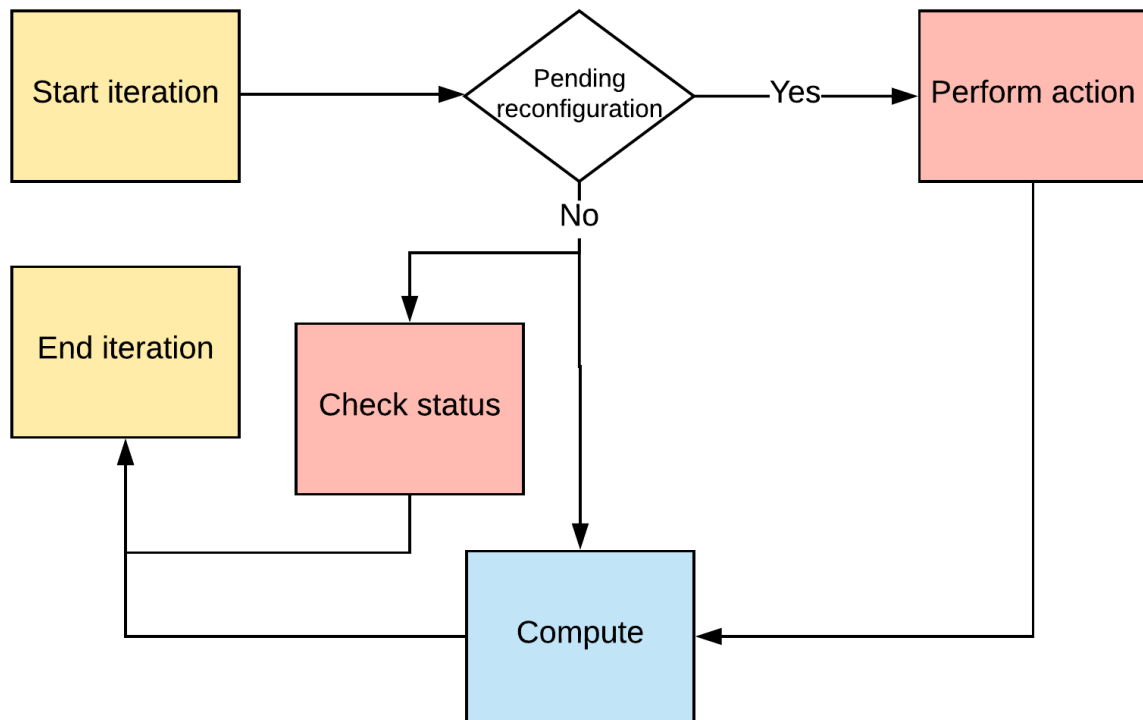 Start iteration
Pending
reconfiguration
Yes
Perform action
No
End iteration
Check status
Compute